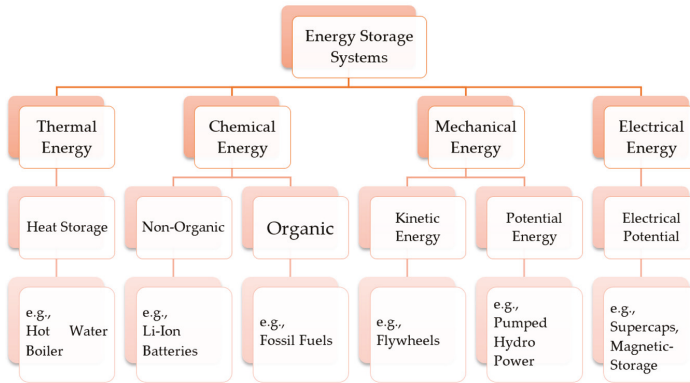 Energy Storage
Systems
Thermal
Energy
Chemical
Energy
Mechanical
Energy
Electrical
Energy
Heat Storage
Non-Organic
Organic
Kinetic
Energy
Potential
Energy
Electrical
Potential
e.g.,
Hot Water
Boiler
e.g.,
Li-Ion
Batteries
e.g.,
Fossil Fuels
e.g.,
Flywheels
e.g.,
Pumped
Hydro
Power
e.g.,
Supercaps,
Magnetic-
Storage